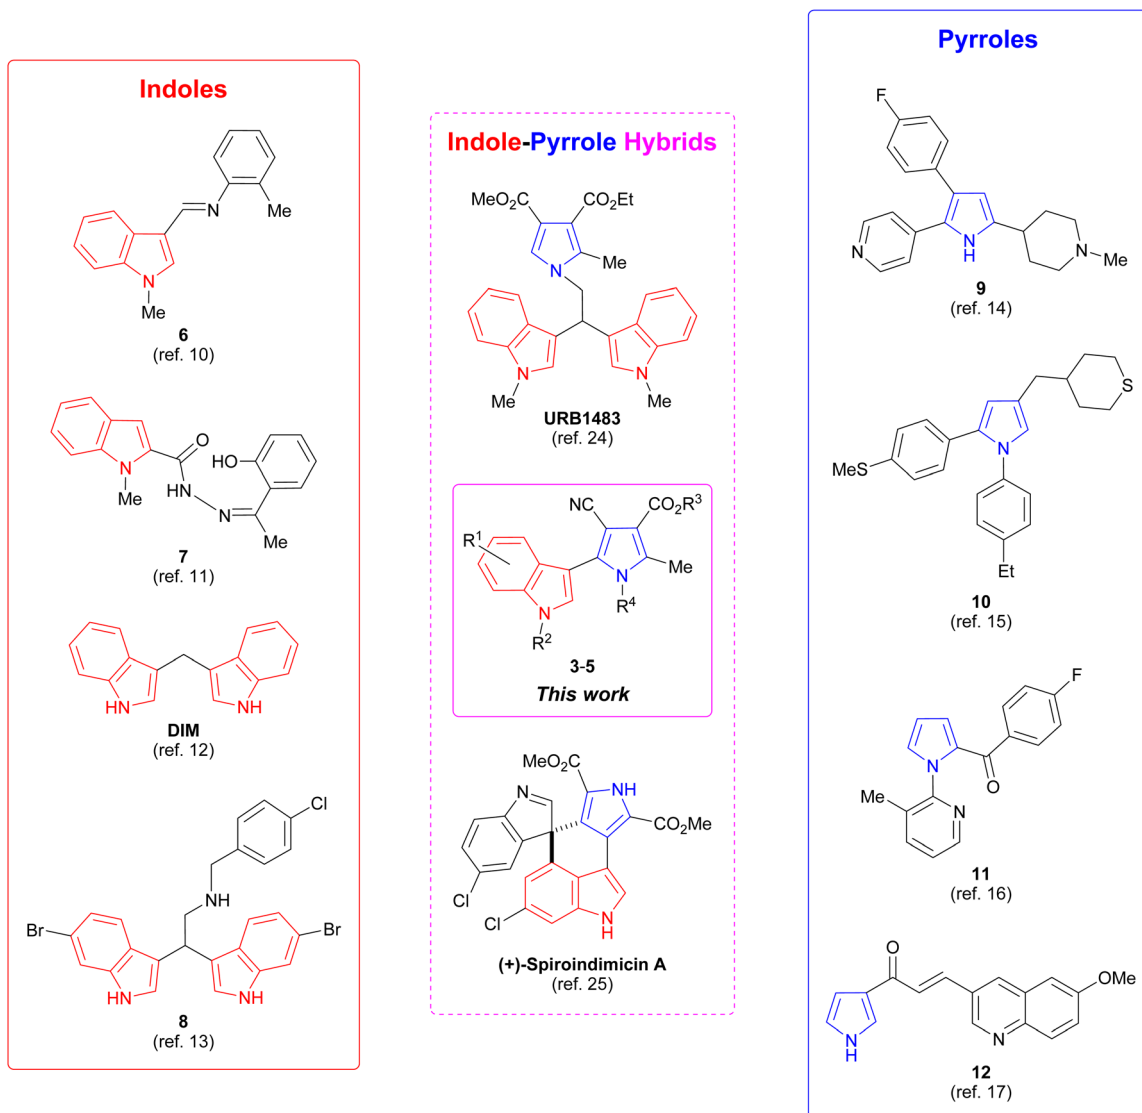 Indoles
N
Me
N
Me
6
(ref. 10)
O
N
Me
NH
HO
N
Me
7
(ref. 11)
HN
NH
DIM
(ref. 12)
Cl
NH
Br
Br
HN
NH
8
(ref. 13)
Indole-Pyrrole Hybrids
MeO₂C
CO₂Et
N
Me
N
Me
N
Me
URB1483
(ref. 24)
NC
CO₂R³
R¹
N
Me
R⁴
N
R²
3-5
This work
MeO₂C
N
NH
CO₂Me
Cl
Cl
N
H
(+)-Spiroindimicin A
(ref. 25)
Pyrroles
F
N
N
H
N
Me
9
(ref. 14)
S
N
MeS
Et
10
(ref. 15)
F
N
O
Me
N
11
(ref. 16)
O
OMe
N
H
N
12
(ref. 17)